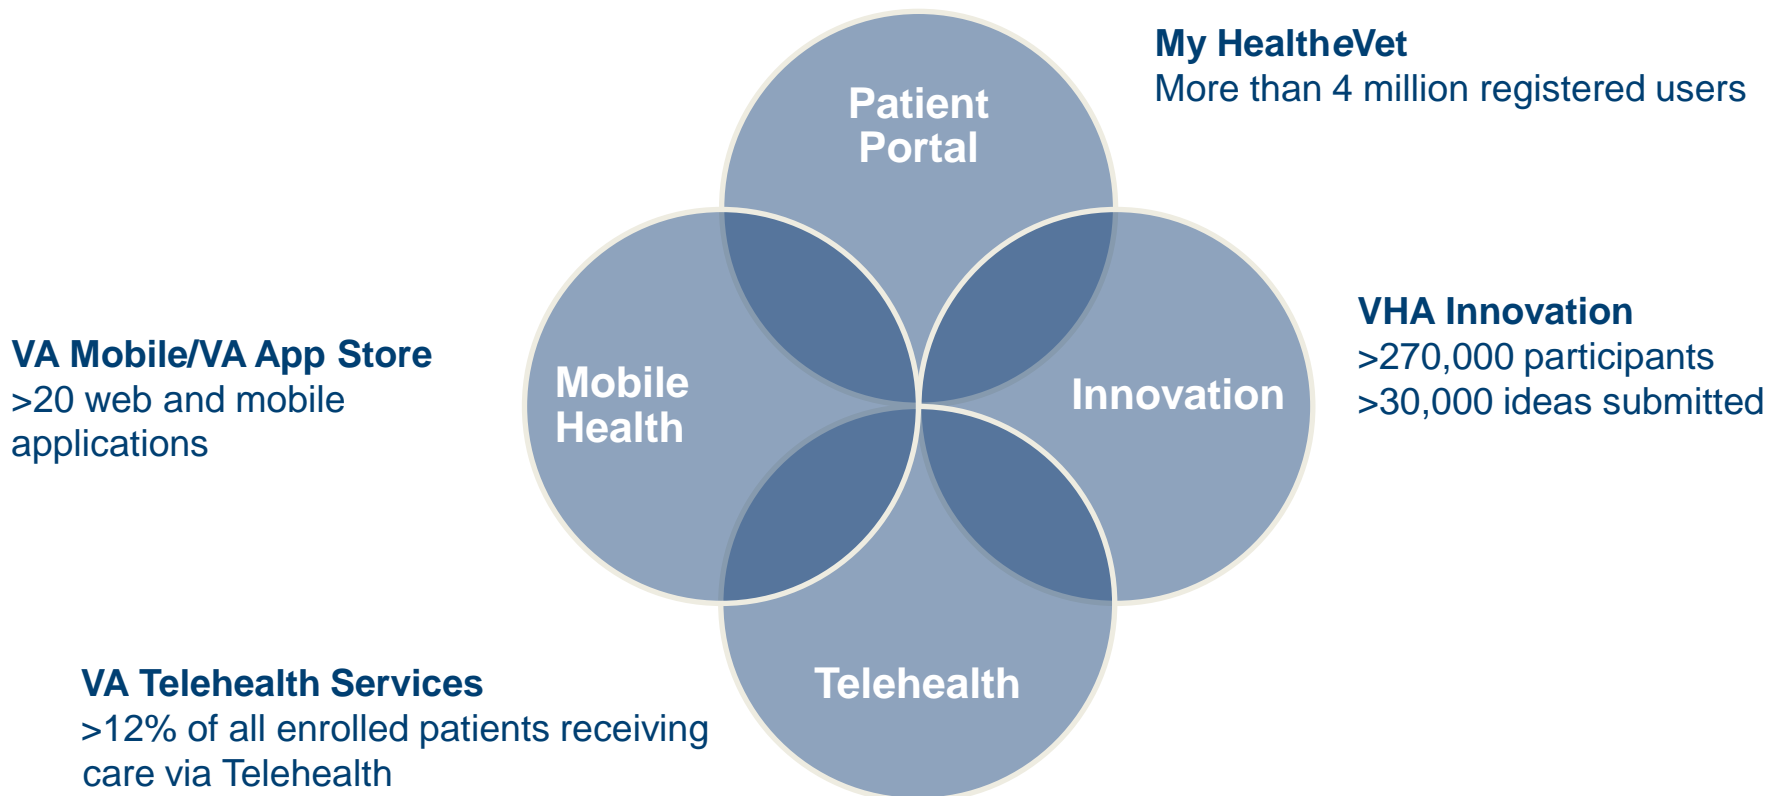 My HealtheVet
More than 4 million registered users
Patient
Portal
VHA Innovation
>270,000 participants
>30,000 ideas submitted
VA Mobile/VA App Store
>20 web and mobile
applications
Mobile
Health
Innovation
Telehealth
VA Telehealth Services
>12% of all enrolled patients receiving
care via Telehealth